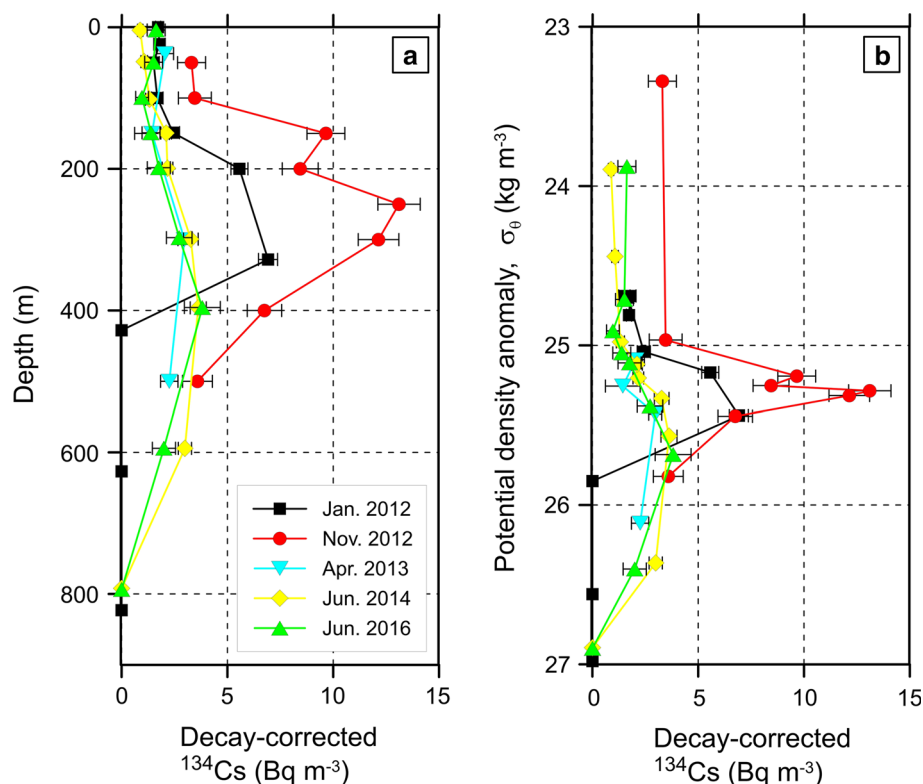 a
0
200
400
600
800
Depth (m)
Jan. 2012
Nov. 2012
Apr. 2013
Jun. 2014
Jun. 2016
0 5 10 15
Decay-corrected
¹³⁴Cs (Bq m⁻³)
b
23
24
25
26
27
Potential density anomaly, σθ (kg m⁻³)
0 5 10 15
Decay-corrected
¹³⁴Cs (Bq m⁻³)